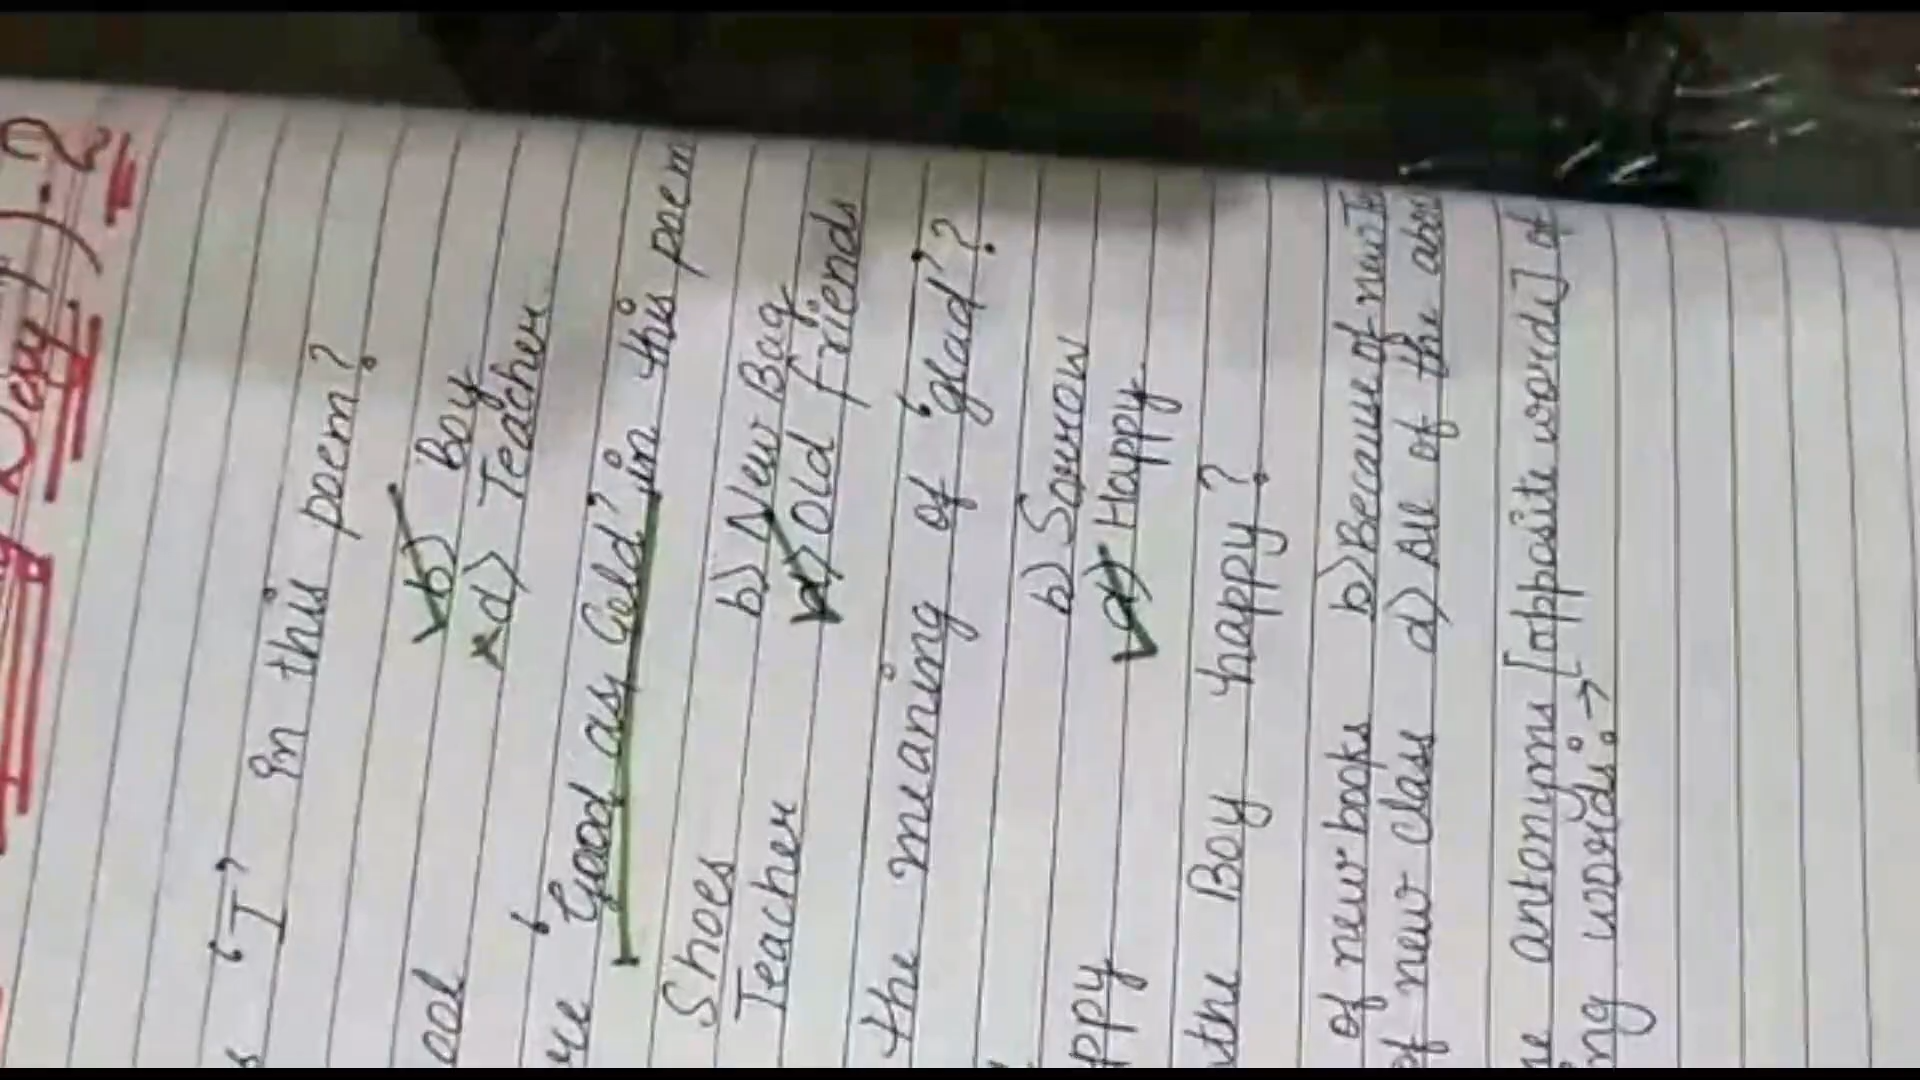 Day 1) - 2
"I" in this poem?
b) Boy
ool d) Teacher
'Good as Gold' in this poem
Shoes b) New Bag
Teacher d) Old friends
the meaning of 'glad'?
b) Sorrow
ppy d) Happy
the Boy happy?
of new books b) Because of new
of new class d) All of the abov
antonyms [opposite words] of
ng words :→